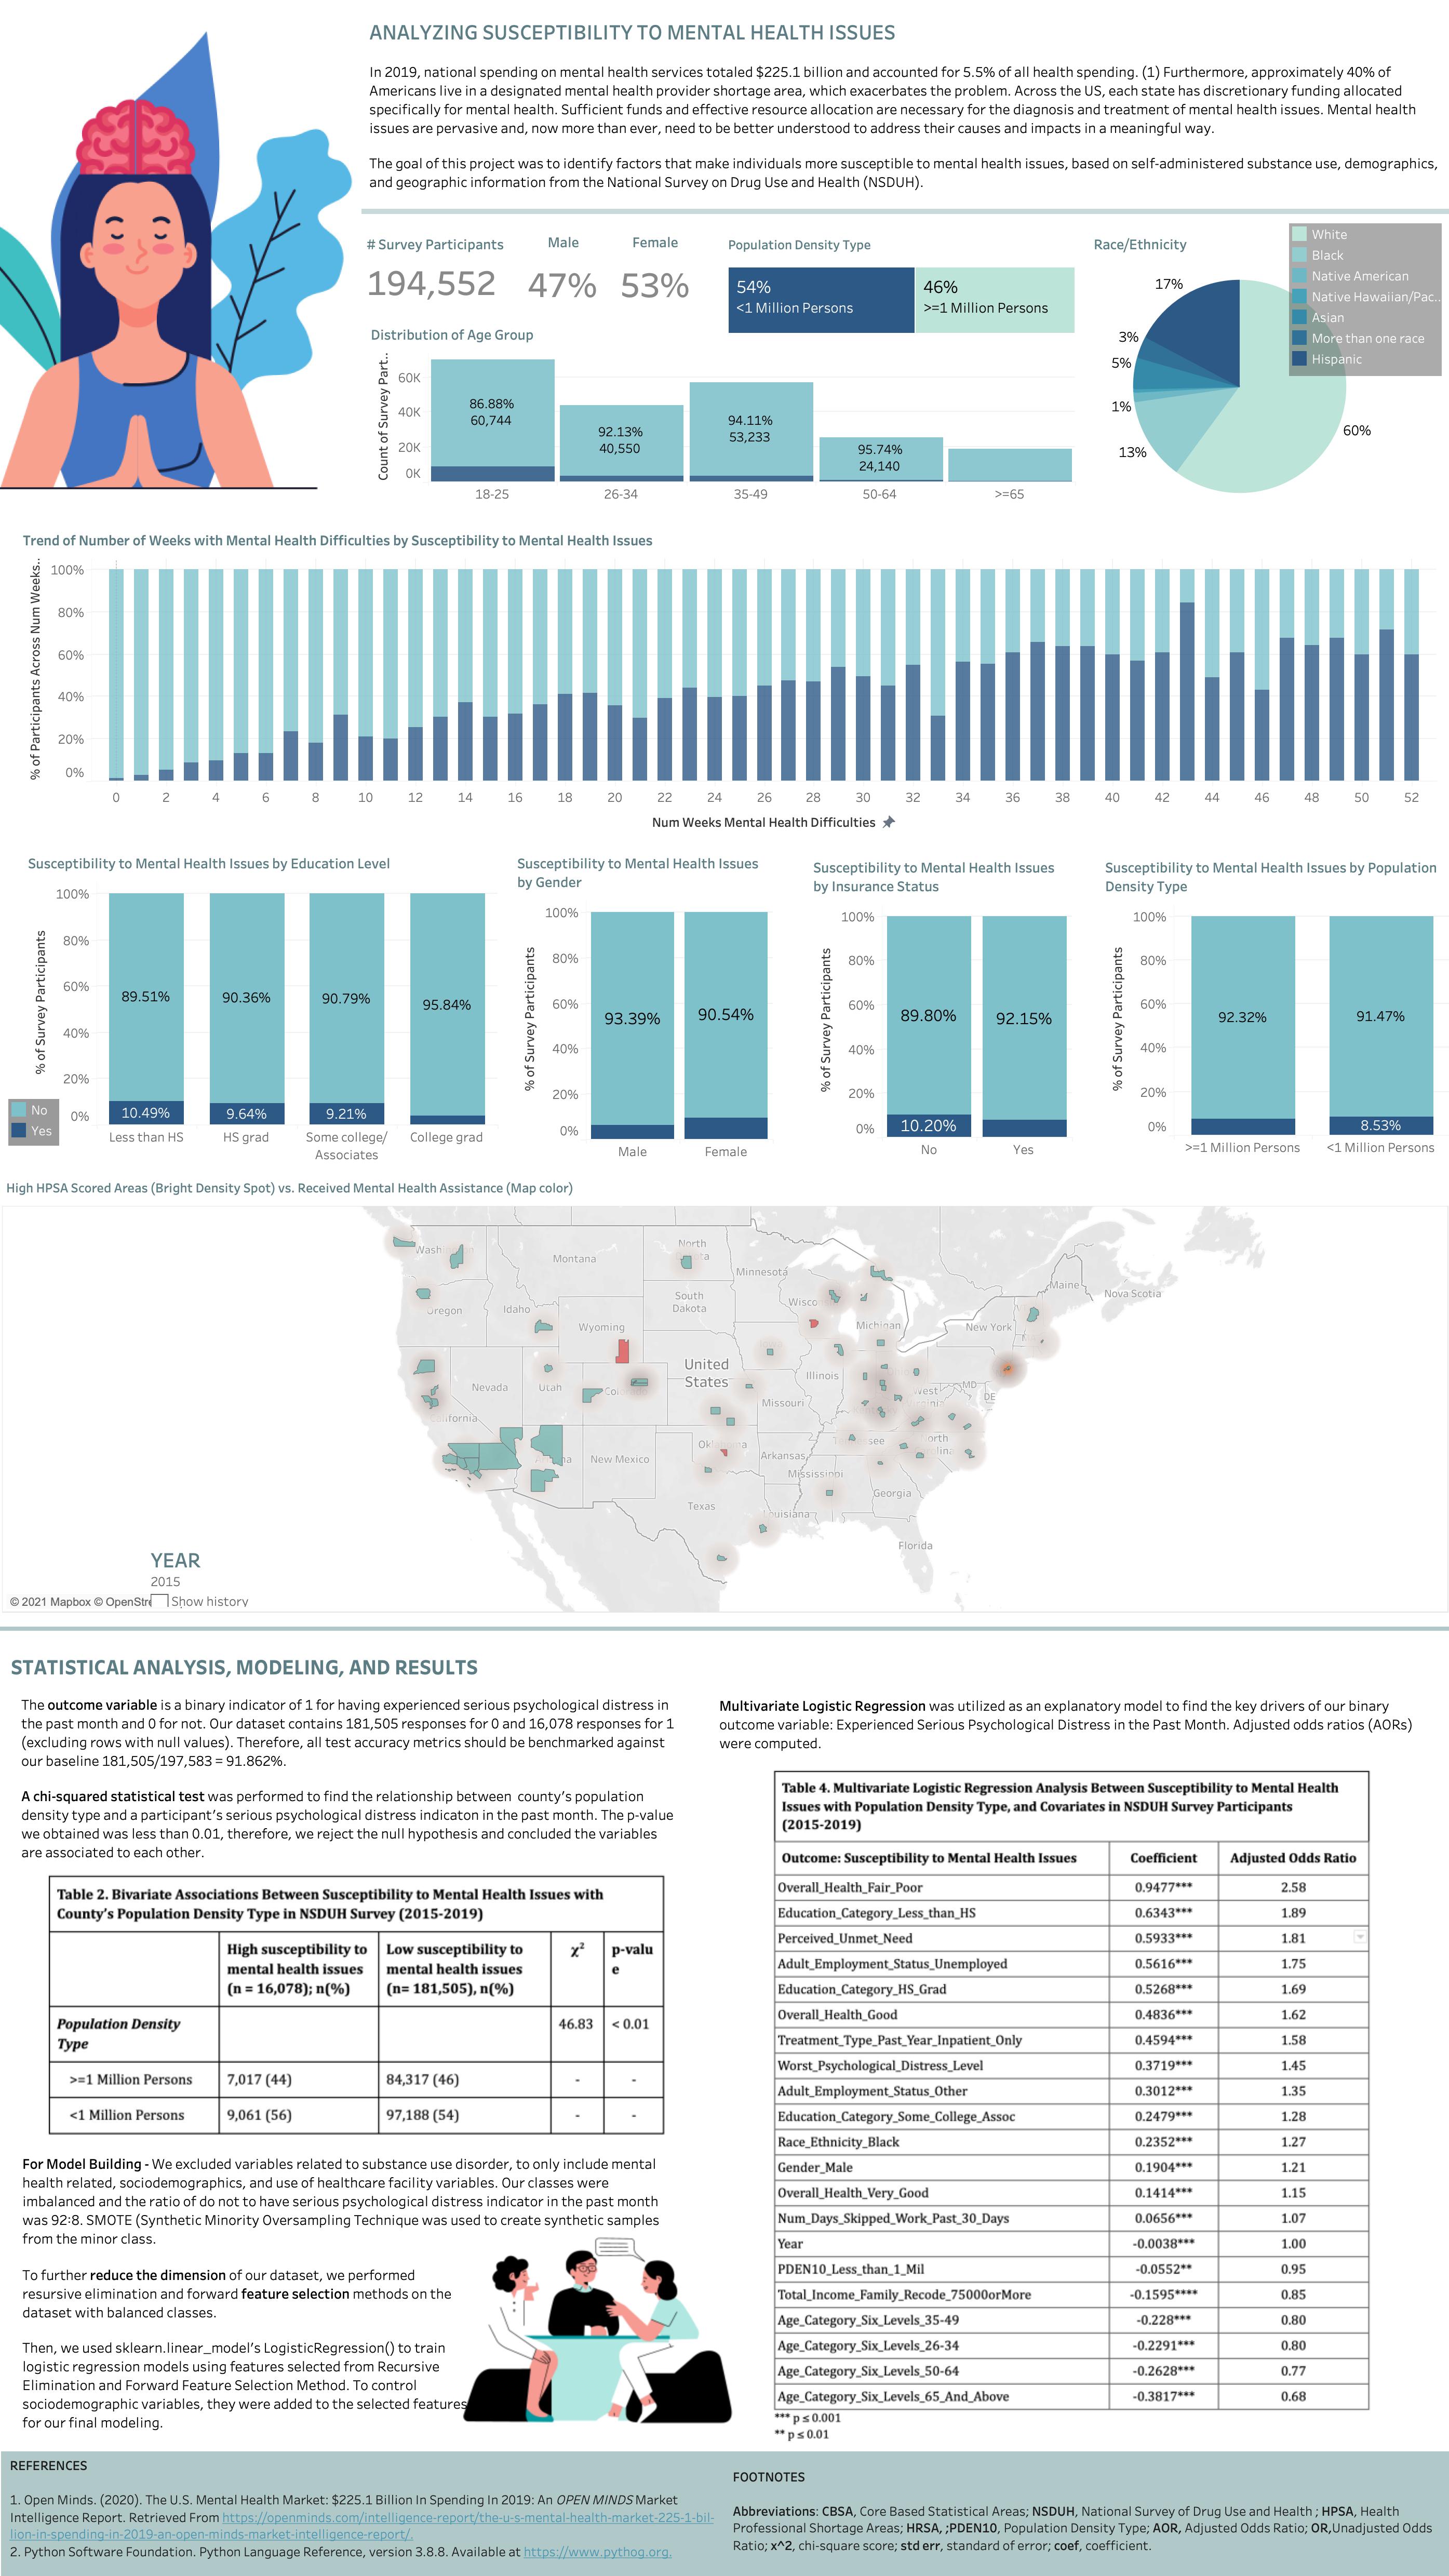 ANALYZING SUSCEPTIBILITY TO MENTAL HEALTH ISSUES
In 2019, national spending on mental health services totaled $225.1 billion and accounted for 5.5% of all health spending. (1) Furthermore, approximately 40% of
Americans live in a designated mental health provider shortage area, which exacerbates the problem. Across the US, each state has discretionary funding allocated
specifically for mental health. Sufficient funds and effective resource allocation are necessary for the diagnosis and treatment of mental health issues. Mental health
issues are pervasive and, now more than ever, need to be better understood to address their causes and impacts in a meaningful way.
The goal of this project was to identify factors that make individuals more susceptible to mental health issues, based on self-administered substance use, demographics,
and geographic information from the National Survey on Drug Use and Health (NSDUH).
# Survey Participants
194,552
Male
47%
Female
53%
Population Density Type
54%
<1 Million Persons
46%
>=1 Million Persons
Race/Ethnicity
White
Black
Native American
Native Hawaiian/Pac..
Asian
More than one race
Hispanic
17%
3%
5%
1%
13%
60%
Distribution of Age Group
Count of Survey Part..
60K
40K
20K
0K
86.88%
60,744
92.13%
40,550
94.11%
53,233
95.74%
24,140
18-25 26-34 35-49 50-64 >=65
Trend of Number of Weeks with Mental Health Difficulties by Susceptibility to Mental Health Issues
% of Participants Across Num Weeks..
100%
80%
60%
40%
20%
0%
0 2 4 6 8 10 12 14 16 18 20 22 24 26 28 30 32 34 36 38 40 42 44 46 48 50 52
Num Weeks Mental Health Difficulties
Susceptibility to Mental Health Issues by Education Level
% of Survey Participants
100%
80%
60%
40%
20%
0%
89.51% 90.36% 90.79% 95.84%
10.49% 9.64% 9.21%
Less than HS HS grad Some college/ College grad
Associates
No
Yes
Susceptibility to Mental Health Issues
by Gender
% of Survey Participants
100%
80%
60%
40%
20%
0%
93.39% 90.54%
Male Female
Susceptibility to Mental Health Issues
by Insurance Status
% of Survey Participants
100%
80%
60%
40%
20%
0%
89.80% 92.15%
10.20%
No Yes
Susceptibility to Mental Health Issues by Population
Density Type
% of Survey Participants
100%
80%
60%
40%
20%
0%
92.32% 91.47%
8.53%
>=1 Million Persons <1 Million Persons
High HPSA Scored Areas (Bright Density Spot) vs. Received Mental Health Assistance (Map color)
Wash
Montana
North
Minnesota
Maine
Nova Scotia
Oregon
Idaho
South
Dakota
Wisco
Michigan
New York
Wyoming
United
States
Nevada
Utah
Illinois
West
MD
DE
Missouri
California
New Mexico
Arkansas
Mississippi
Georgia
Texas
Louisiana
Florida
YEAR
2015
Show history
© 2021 Mapbox © OpenStr
STATISTICAL ANALYSIS, MODELING, AND RESULTS
The outcome variable is a binary indicator of 1 for having experienced serious psychological distress in
the past month and 0 for not. Our dataset contains 181,505 responses for 0 and 16,078 responses for 1
(excluding rows with null values). Therefore, all test accuracy metrics should be benchmarked against
our baseline 181,505/197,583 = 91.862%.
A chi-squared statistical test was performed to find the relationship between county's population
density type and a participant's serious psychological distress indicaton in the past month. The p-value
we obtained was less than 0.01, therefore, we reject the null hypothesis and concluded the variables
are associated to each other.
Table 2. Bivariate Associations Between Susceptibility to Mental Health Issues with
County's Population Density Type in NSDUH Survey (2015-2019)
High susceptibility to Low susceptibility to χ² p-valu
mental health issues mental health issues e
(n = 16,078); n(%) (n= 181,505), n(%)
Population Density 46.83 < 0.01
Type
>=1 Million Persons 7,017 (44) 84,317 (46) - -
<1 Million Persons 9,061 (56) 97,188 (54) - -
For Model Building - We excluded variables related to substance use disorder, to only include mental
health related, sociodemographics, and use of healthcare facility variables. Our classes were
imbalanced and the ratio of do not to have serious psychological distress indicator in the past month
was 92:8. SMOTE (Synthetic Minority Oversampling Technique was used to create synthetic samples
from the minor class.
To further reduce the dimension of our dataset, we performed
resursive elimination and forward feature selection methods on the
dataset with balanced classes.
Then, we used sklearn.linear_model's LogisticRegression() to train
logistic regression models using features selected from Recursive
Elimination and Forward Feature Selection Method. To control
sociodemographic variables, they were added to the selected features
for our final modeling.
Multivariate Logistic Regression was utilized as an explanatory model to find the key drivers of our binary
outcome variable: Experienced Serious Psychological Distress in the Past Month. Adjusted odds ratios (AORs)
were computed.
Table 4. Multivariate Logistic Regression Analysis Between Susceptibility to Mental Health
Issues with Population Density Type, and Covariates in NSDUH Survey Participants
(2015-2019)
Outcome: Susceptibility to Mental Health Issues Coefficient Adjusted Odds Ratio
Overall_Health_Fair_Poor 0.9477*** 2.58
Education_Category_Less_than_HS 0.6343*** 1.89
Perceived_Unmet_Need 0.5933*** 1.81
Adult_Employment_Status_Unemployed 0.5616*** 1.75
Education_Category_HS_Grad 0.5268*** 1.69
Overall_Health_Good 0.4836*** 1.62
Treatment_Type_Past_Year_Inpatient_Only 0.4594*** 1.58
Worst_Psychological_Distress_Level 0.3719*** 1.45
Adult_Employment_Status_Other 0.3012*** 1.35
Education_Category_Some_College_Assoc 0.2479*** 1.28
Race_Ethnicity_Black 0.2352*** 1.27
Gender_Male 0.1904*** 1.21
Overall_Health_Very_Good 0.1414*** 1.15
Num_Days_Skipped_Work_Past_30_Days 0.0656*** 1.07
Year -0.0038*** 1.00
PDEN10_Less_than_1_Mil -0.0552** 0.95
Total_Income_Family_Recode_75000orMore -0.1595**** 0.85
Age_Category_Six_Levels_35-49 -0.228*** 0.80
Age_Category_Six_Levels_26-34 -0.2291*** 0.80
Age_Category_Six_Levels_50-64 -0.2628*** 0.77
Age_Category_Six_Levels_65_And_Above -0.3817*** 0.68
*** p ≤ 0.001
** p ≤ 0.01
REFERENCES
1. Open Minds. (2020). The U.S. Mental Health Market: $225.1 Billion In Spending In 2019: An OPEN MINDS Market
Intelligence Report. Retrieved From https://openminds.com/intelligence-report/the-u-s-mental-health-market-225-1-bil-
lion-in-spending-in-2019-an-open-minds-market-intelligence-report/.
2. Python Software Foundation. Python Language Reference, version 3.8.8. Available at https://www.pythog.org.
FOOTNOTES
Abbreviations: CBSA, Core Based Statistical Areas; NSDUH, National Survey of Drug Use and Health ; HPSA, Health
Professional Shortage Areas; HRSA, ;PDEN10, Population Density Type; AOR, Adjusted Odds Ratio; OR,Unadjusted Odds
Ratio; x^2, chi-square score; std err, standard of error; coef, coefficient.